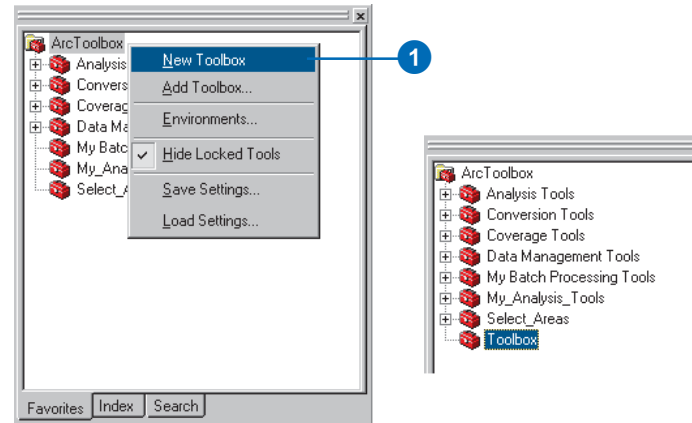 ArcToolbox
Analysis
Convers
Coverag
Data Ma
My Batc
My_Ana
Select_A
New Toolbox
Add Toolbox...
Environments...
Hide Locked Tools
Save Settings...
Load Settings...
1
Favorites Index Search
ArcToolbox
Analysis Tools
Conversion Tools
Coverage Tools
Data Management Tools
My Batch Processing Tools
My_Analysis_Tools
Select_Areas
Toolbox